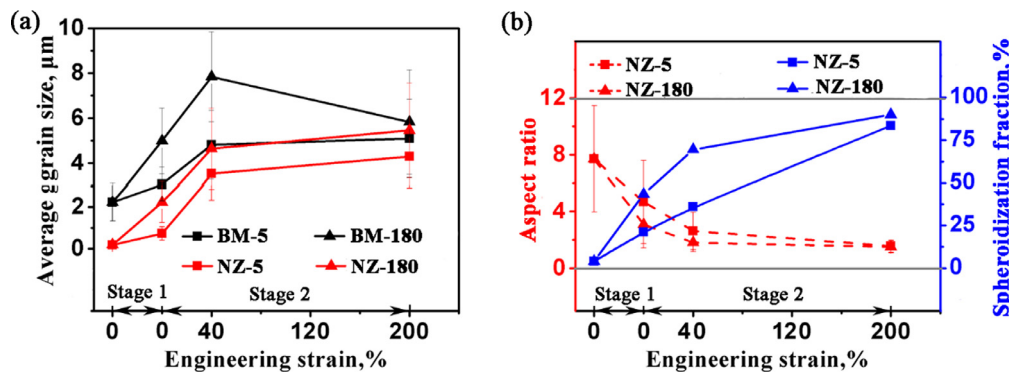 (a)
Average g grain size, μm
10
8
6
4
2
0
BM-5 BM-180
NZ-5 NZ-180
Stage 1 Stage 2
0 0 40 120 200
Engineering strain,%
(b)
Aspect ratio
12
8
4
0
NZ-5 NZ-5
NZ-180 NZ-180
100
75
50
25
0
Spheroidization fraction,%
Stage 1 Stage 2
0 0 40 120 200
Engineering strain,%